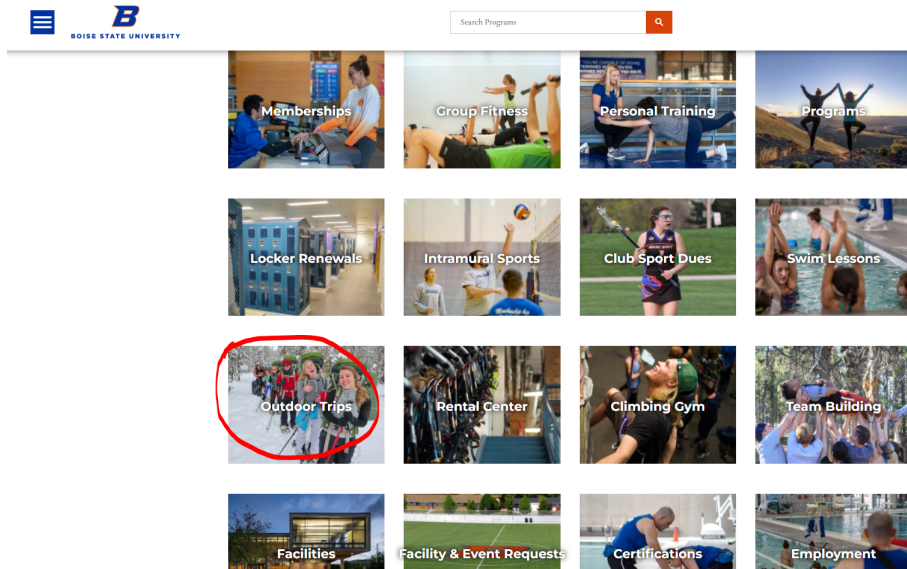 B
BOISE STATE UNIVERSITY
Search Programs
Memberships
Group Fitness
Personal Training
Programs
Locker Renewals
Intramural Sports
Club Sport Dues
Swim Lessons
Outdoor Trips
Rental Center
Climbing Gym
Team Building
Facilities
Facility & Event Requests
Certifications
Employment